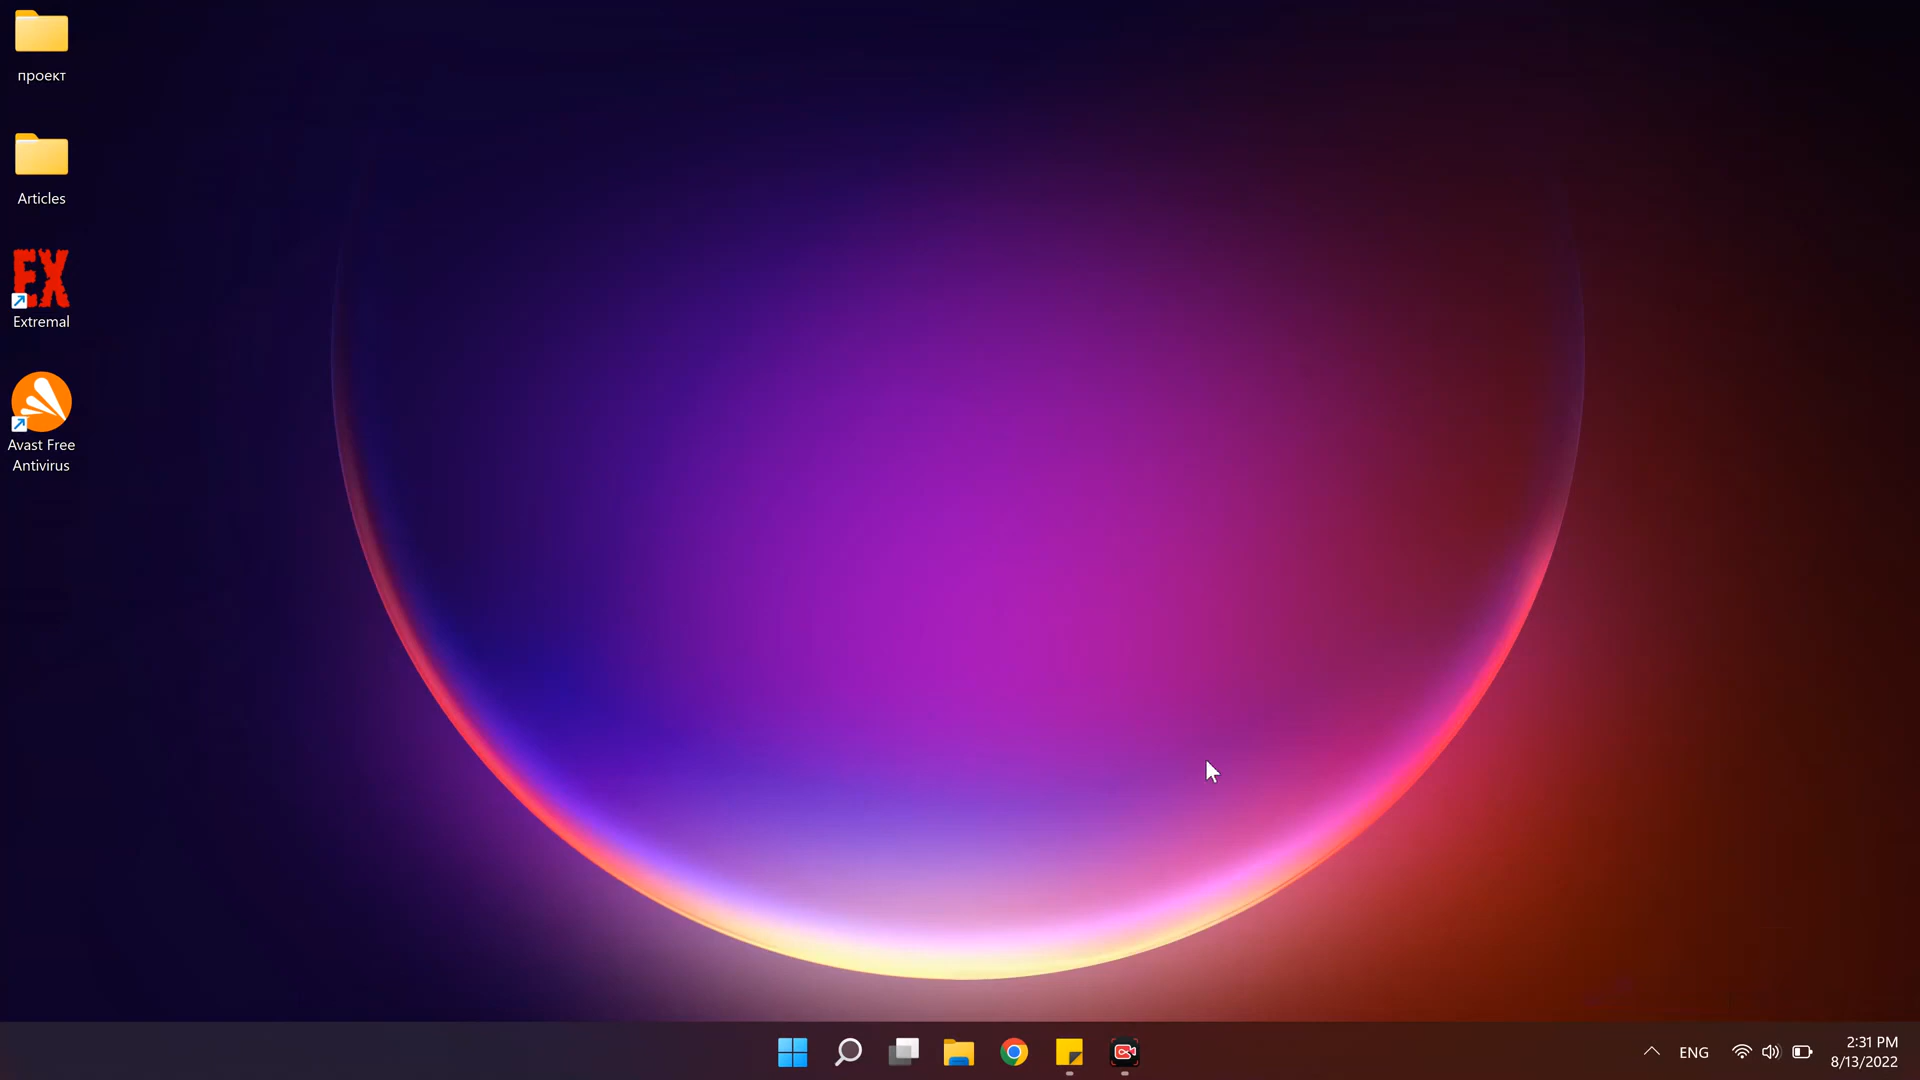 проект
Articles
EX
Extremal
Avast Free
Antivirus
ENG
2:31 PM
8/13/2022